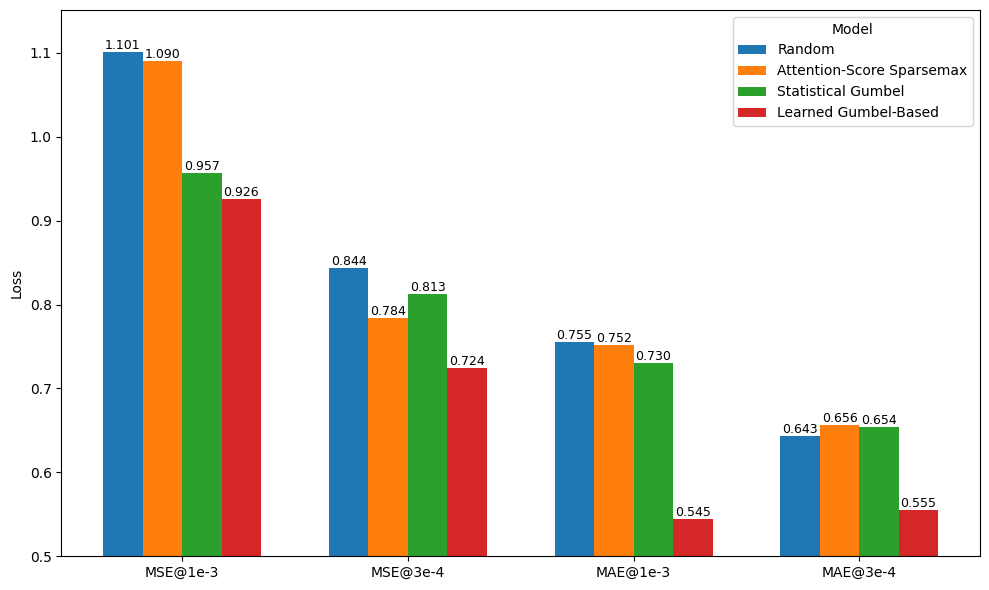 Model
Random
Attention-Score Sparsemax
Statistical Gumbel
Learned Gumbel-Based
Loss
1.1
1.0
0.9
0.8
0.7
0.6
0.5
1.101
1.090
0.957
0.926
0.844
0.784
0.813
0.724
0.755
0.752
0.730
0.545
0.643
0.656
0.654
0.555
MSE@1e-3
MSE@3e-4
MAE@1e-3
MAE@3e-4